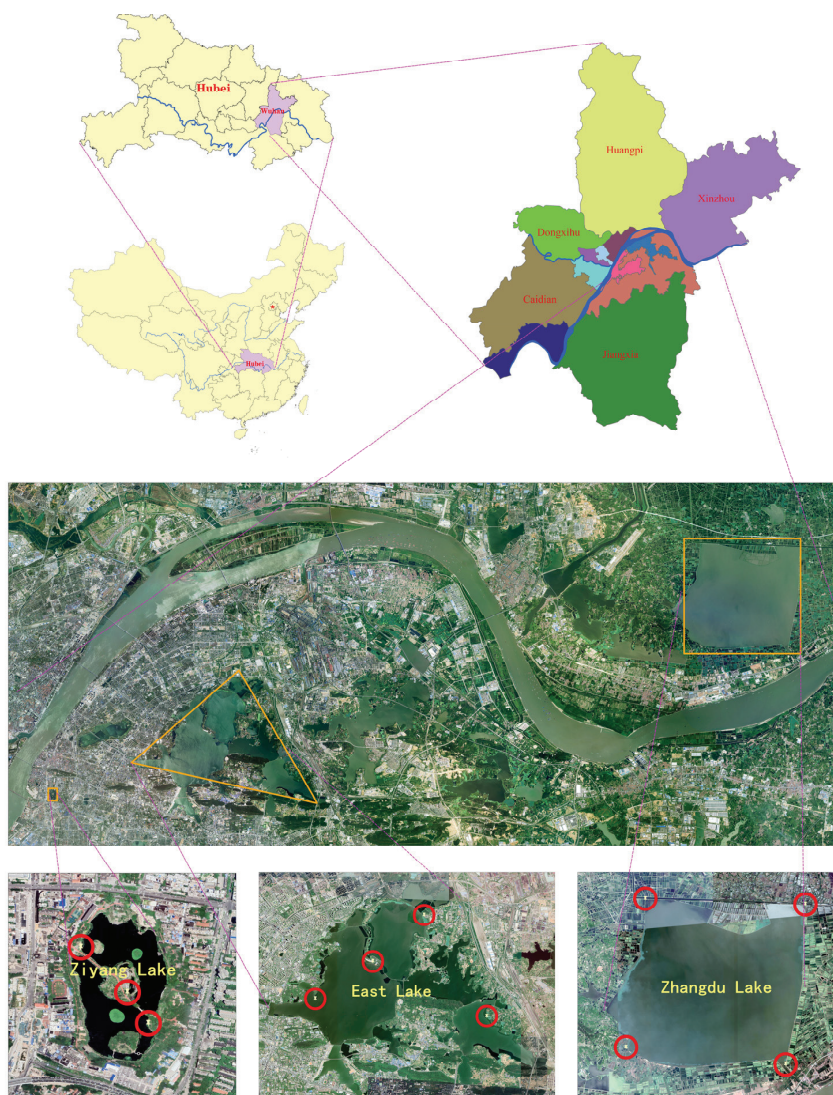 Hubei
Wuhan
Huangpi
Xinzhou
Dongxihu
Caidian
Jiangxia
Hubei
Ziyang Lake
East Lake
Zhangdu Lake